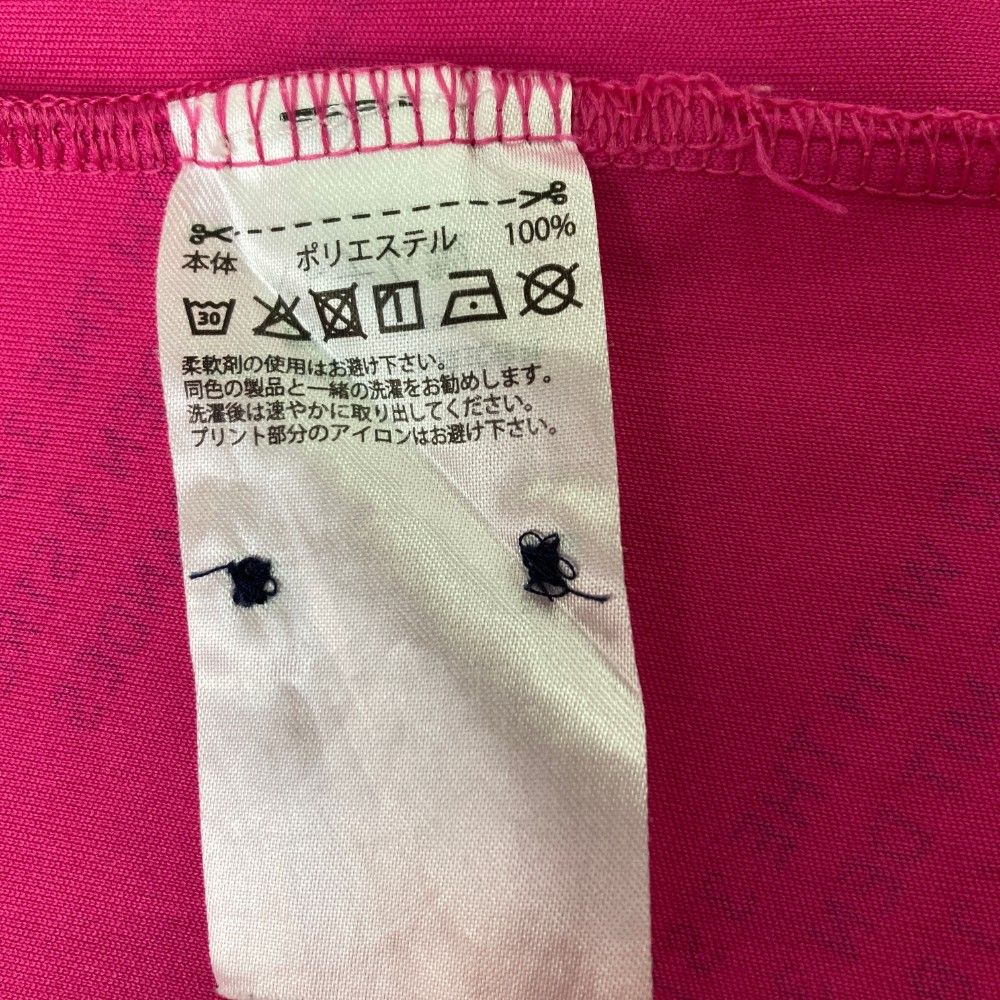 本体 ポリエステル 100%
30
柔軟剤の使用はお避け下さい。
同色の製品と一緒の洗濯をお勧めします。
洗濯後は速やかに取り出してください。
プリント部分のアイロンはお避け下さい。